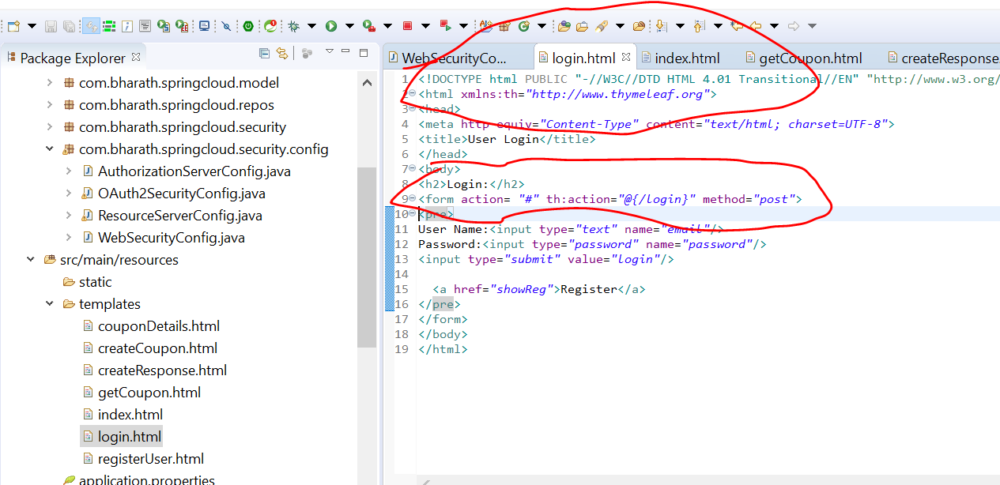 Package Explorer
com.bharath.springcloud.model
com.bharath.springcloud.repos
com.bharath.springcloud.security
com.bharath.springcloud.security.config
AuthorizationServerConfig.java
OAuth2SecurityConfig.java
ResourceServerConfig.java
WebSecurityConfig.java
src/main/resources
static
templates
couponDetails.html
createCoupon.html
createResponse.html
getCoupon.html
index.html
login.html
registerUser.html
application.properties
WebSecurityCo... login.html index.html getCoupon.html createResponse
1 <!DOCTYPE html PUBLIC "-//W3C//DTD HTML 4.01 Transitional//EN" "http://www.w3.org/
2 <html xmlns:th="http://www.thymeleaf.org">
3 <head>
4 <meta http-equiv="Content-Type" content="text/html; charset=UTF-8">
5 <title>User Login</title>
6 </head>
7 <body>
8 <h2>Login:</h2>
9 <form action= "#" th:action="@{/login}" method="post">
10 <pre>
11 User Name:<input type="text" name="email"/>
12 Password:<input type="password" name="password"/>
13 <input type="submit" value="login"/>
14
15 <a href="showReg">Register</a>
16 </pre>
17 </form>
18 </body>
19 </html>